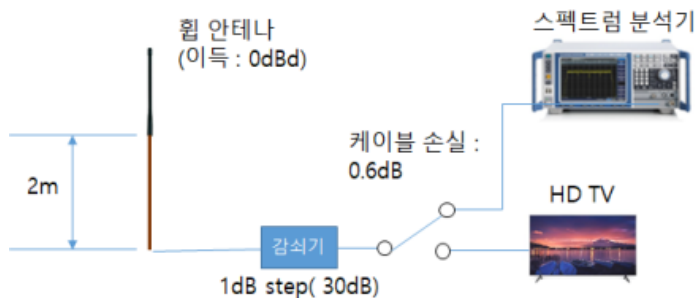 휩 안테나
(이득 : 0dBd)
스펙트럼 분석기
케이블 손실 :
0.6dB
2m
HD TV
감쇠기
1dB step( 30dB)